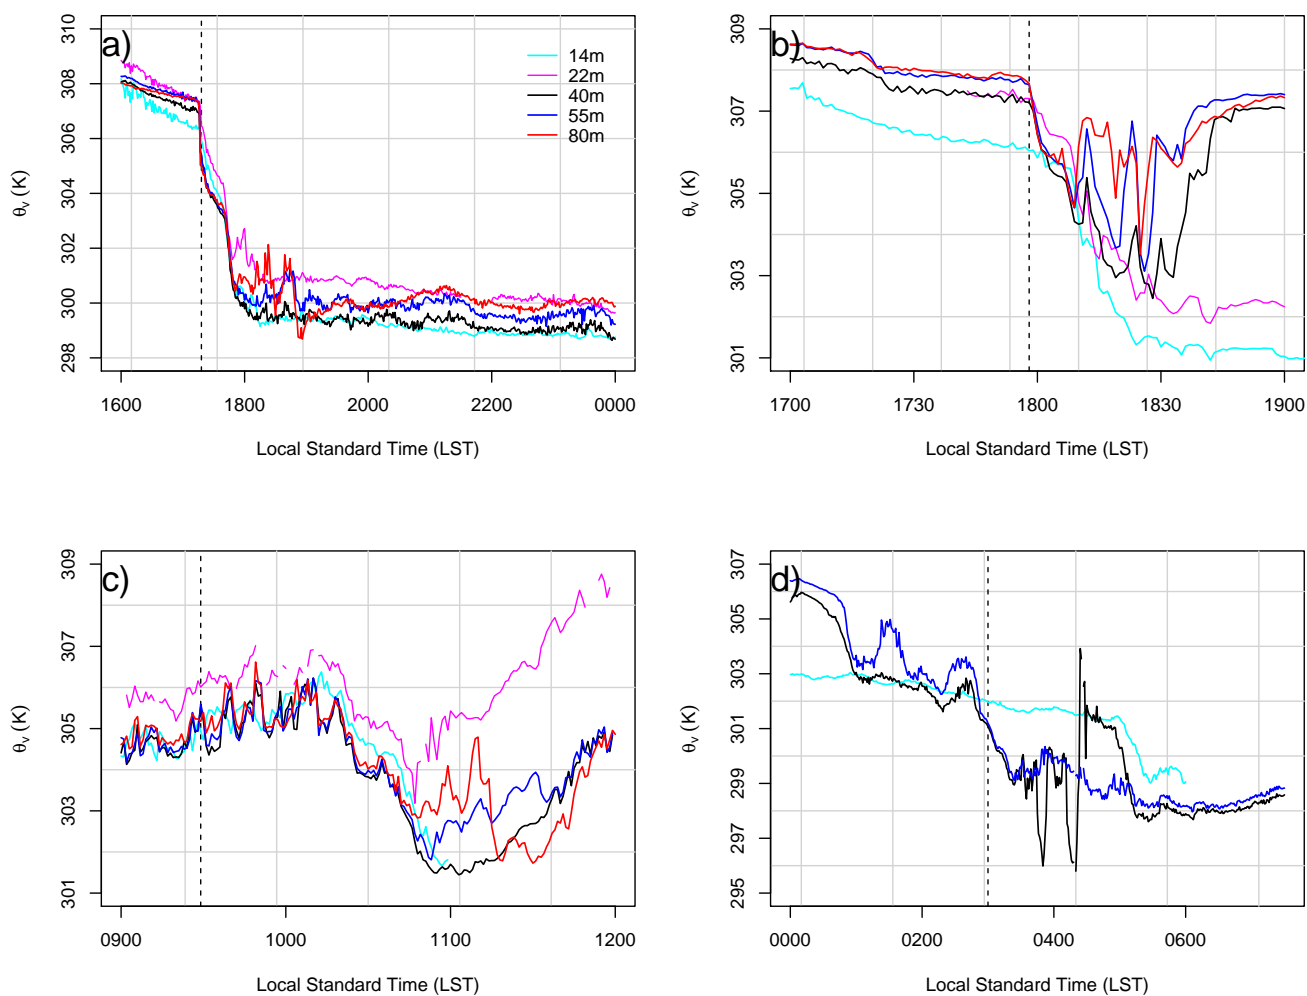 a)
14m
22m
40m
55m
80m
θv (K)
310
308
306
304
302
300
298
1600 1800 2000 2200 0000
Local Standard Time (LST)
b)
θv (K)
309
307
305
303
301
1700 1730 1800 1830 1900
Local Standard Time (LST)
c)
θv (K)
309
307
305
303
301
0900 1000 1100 1200
Local Standard Time (LST)
d)
θv (K)
307
305
303
301
299
297
295
0000 0200 0400 0600
Local Standard Time (LST)